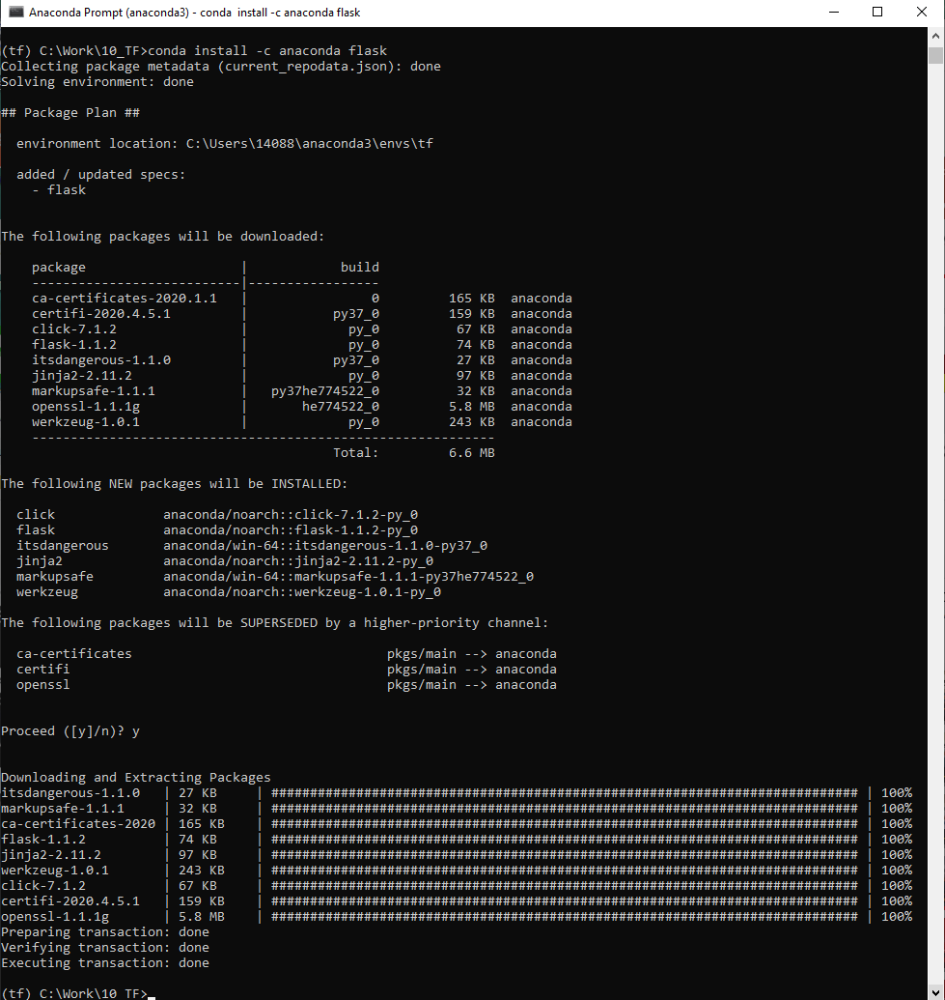 Anaconda Prompt (anaconda3) - conda  install -c anaconda flask
(tf) C:\Work\10_TF>conda install -c anaconda flask
Collecting package metadata (current_repodata.json): done
Solving environment: done
## Package Plan ##
  environment location: C:\Users\14088\anaconda3\envs\tf
  added / updated specs:
    - flask
The following packages will be downloaded:
    package                    |            build
    ---------------------------|-----------------
    ca-certificates-2020.1.1   |                0         165 KB  anaconda
    certifi-2020.4.5.1         |           py37_0         159 KB  anaconda
    click-7.1.2                |             py_0          67 KB  anaconda
    flask-1.1.2                |             py_0          74 KB  anaconda
    itsdangerous-1.1.0         |           py37_0          27 KB  anaconda
    jinja2-2.11.2              |             py_0          97 KB  anaconda
    markupsafe-1.1.1           |   py37he774522_0          32 KB  anaconda
    openssl-1.1.1g             |       he774522_0         5.8 MB  anaconda
    werkzeug-1.0.1             |             py_0         243 KB  anaconda
    ------------------------------------------------------------
                                           Total:         6.6 MB
The following NEW packages will be INSTALLED:
  click              anaconda/noarch::click-7.1.2-py_0
  flask              anaconda/noarch::flask-1.1.2-py_0
  itsdangerous       anaconda/win-64::itsdangerous-1.1.0-py37_0
  jinja2             anaconda/noarch::jinja2-2.11.2-py_0
  markupsafe         anaconda/win-64::markupsafe-1.1.1-py37he774522_0
  werkzeug           anaconda/noarch::werkzeug-1.0.1-py_0
The following packages will be SUPERSEDED by a higher-priority channel:
  ca-certificates                                 pkgs/main --> anaconda
  certifi                                         pkgs/main --> anaconda
  openssl                                         pkgs/main --> anaconda
Proceed ([y]/n)? y
Downloading and Extracting Packages
itsdangerous-1.1.0   | 27 KB     | ############################################################################ | 100%
markupsafe-1.1.1     | 32 KB     | ############################################################################ | 100%
ca-certificates-2020 | 165 KB    | ############################################################################ | 100%
flask-1.1.2          | 74 KB     | ############################################################################ | 100%
jinja2-2.11.2        | 97 KB     | ############################################################################ | 100%
werkzeug-1.0.1       | 243 KB    | ############################################################################ | 100%
click-7.1.2          | 67 KB     | ############################################################################ | 100%
certifi-2020.4.5.1   | 159 KB    | ############################################################################ | 100%
openssl-1.1.1g       | 5.8 MB    | ############################################################################ | 100%
Preparing transaction: done
Verifying transaction: done
Executing transaction: done
(tf) C:\Work\10_TF>